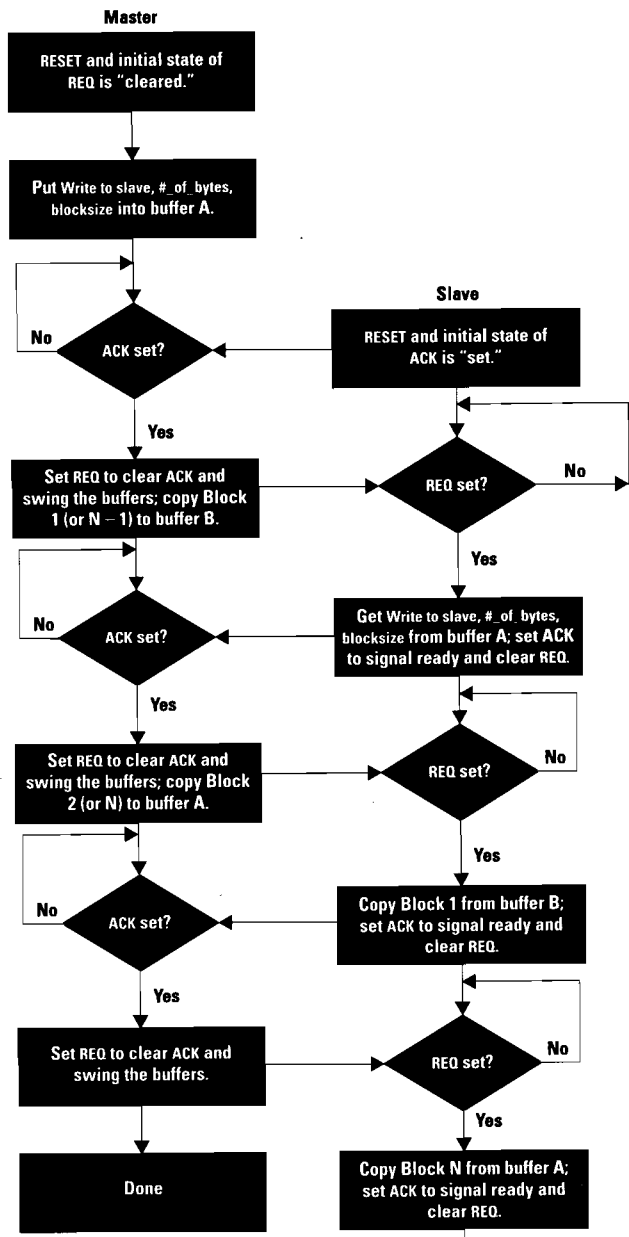 Master
RESET and initial state of
REQ is “cleared.”
Put Write to slave, #_of_bytes,
blocksize into buffer A.
No
ACK set?
Yes
Slave
RESET and initial state of
ACK is “set.”
Set REQ to clear ACK and
swing the buffers; copy Block
1 (or N – 1) to buffer B.
REQ set?
No
Yes
No
ACK set?
Yes
Get Write to slave, #_of_bytes,
blocksize from buffer A; set ACK
to signal ready and clear REQ.
Set REQ to clear ACK and
swing the buffers; copy Block
2 (or N) to buffer A.
REQ set?
No
Yes
No
ACK set?
Yes
Copy Block 1 from buffer B;
set ACK to signal ready and
clear REQ.
Set REQ to clear ACK and
swing the buffers.
REQ set?
No
Yes
Done
Copy Block N from buffer A;
set ACK to signal ready and
clear REQ.